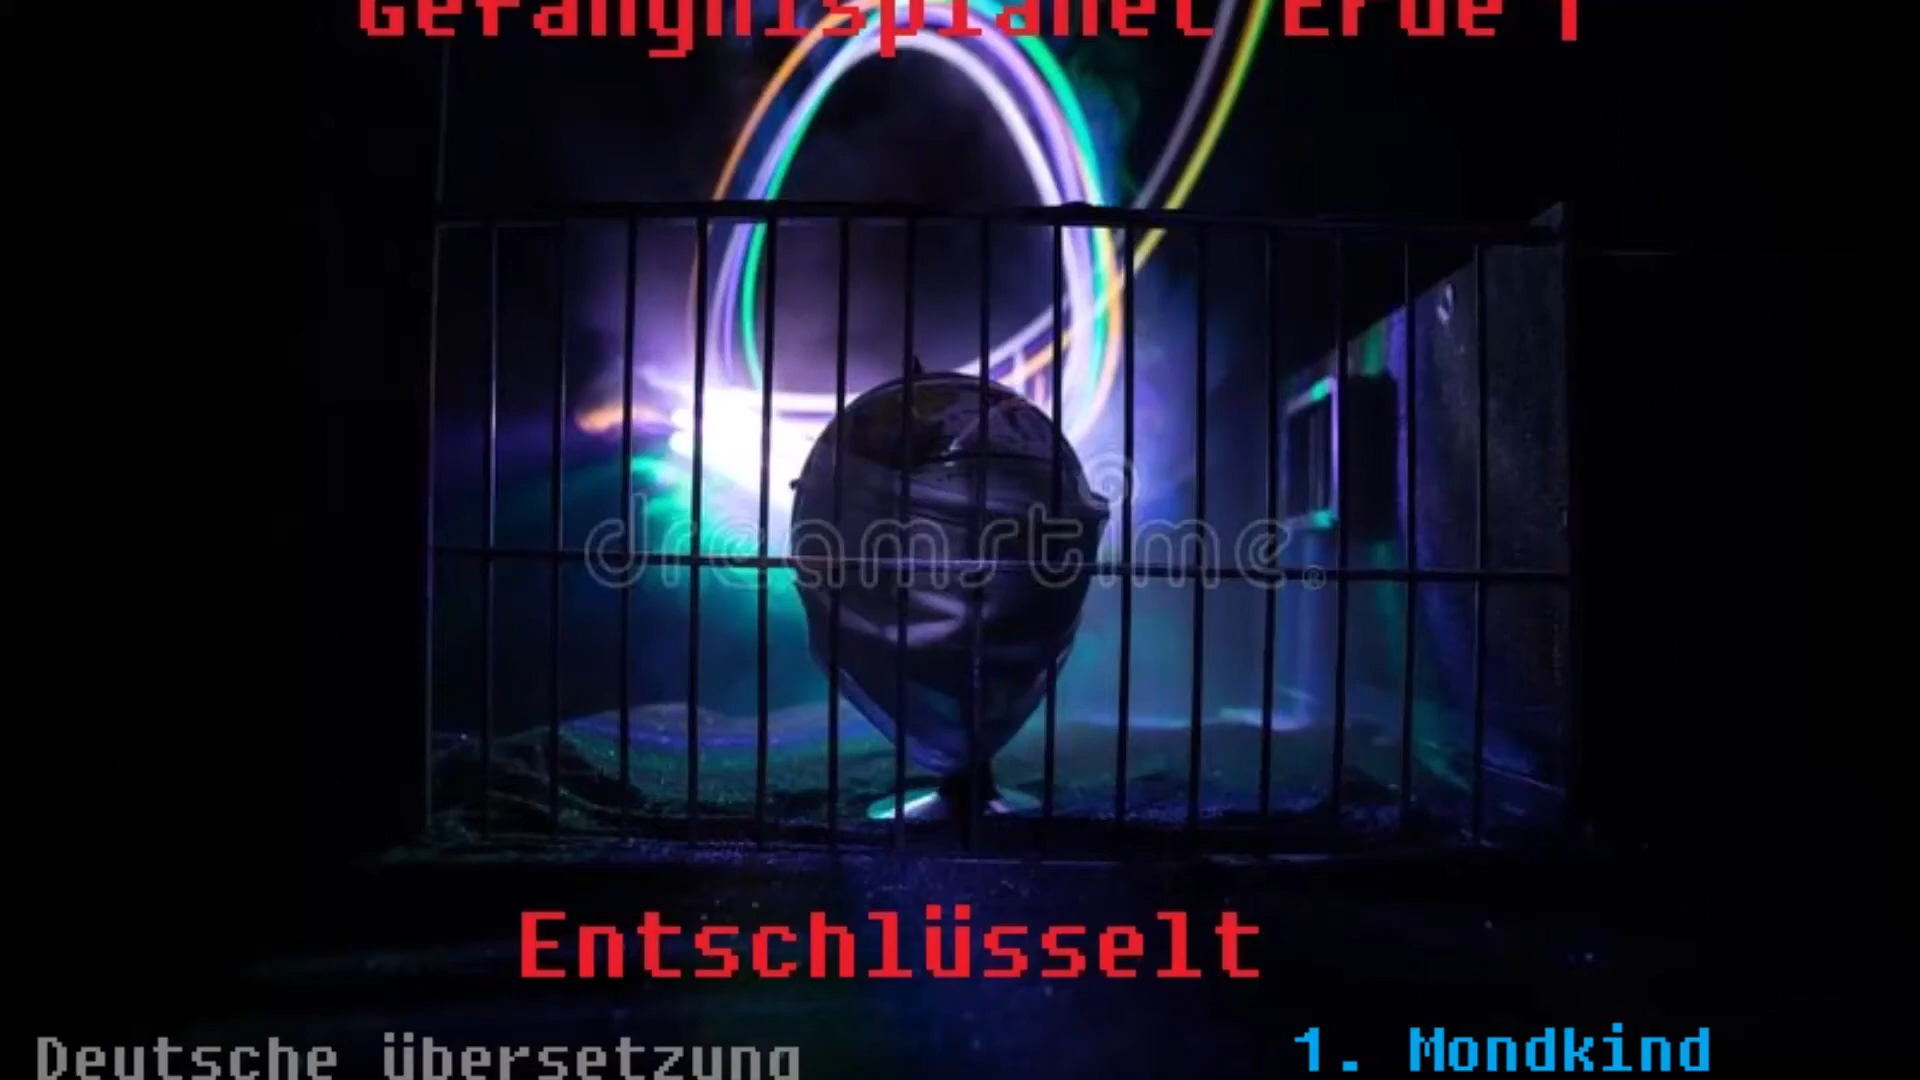 Gefängnisplanet Erde
dreamstime
Entschlüsselt
Deutsche übersetzung
1. Mondkind